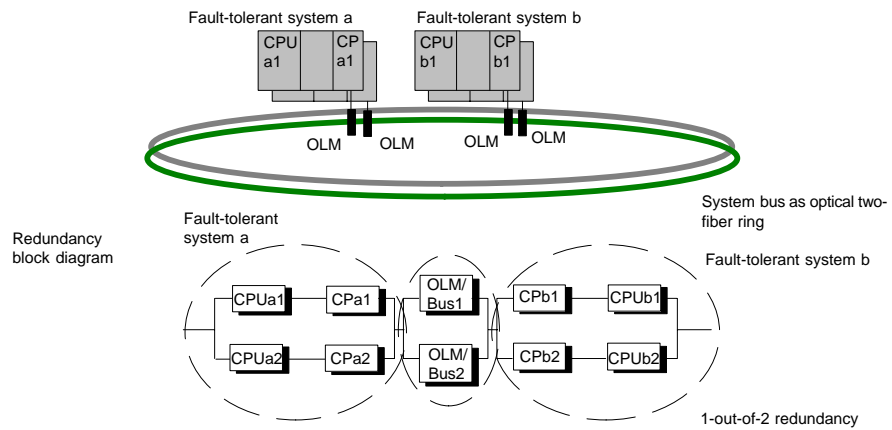 Fault-tolerant system a
Fault-tolerant system b
CPU
a1
CP
a1
CPU
b1
CP
b1
OLM
OLM
OLM
OLM
System bus as optical two-
fiber ring
Redundancy
block diagram
Fault-tolerant
system a
Fault-tolerant system b
CPUa1
CPa1
OLM/
Bus1
CPb1
CPUb1
CPUa2
CPa2
OLM/
Bus2
CPb2
CPUb2
1-out-of-2 redundancy